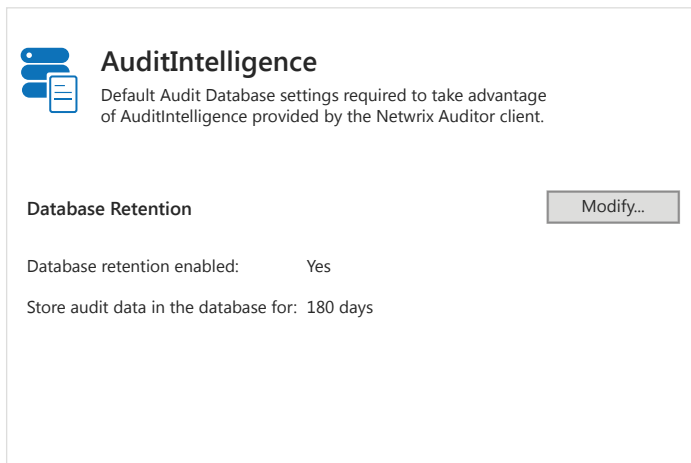 AuditIntelligence
Default Audit Database settings required to take advantage
of AuditIntelligence provided by the Netwrix Auditor client.
Database Retention
Modify...
Database retention enabled: Yes
Store audit data in the database for: 180 days